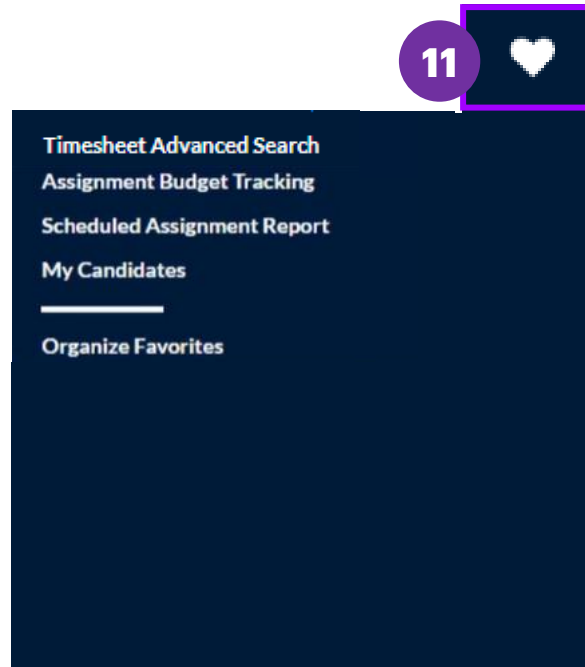 11
Timesheet Advanced Search
Assignment Budget Tracking
Scheduled Assignment Report
My Candidates
Organize Favorites